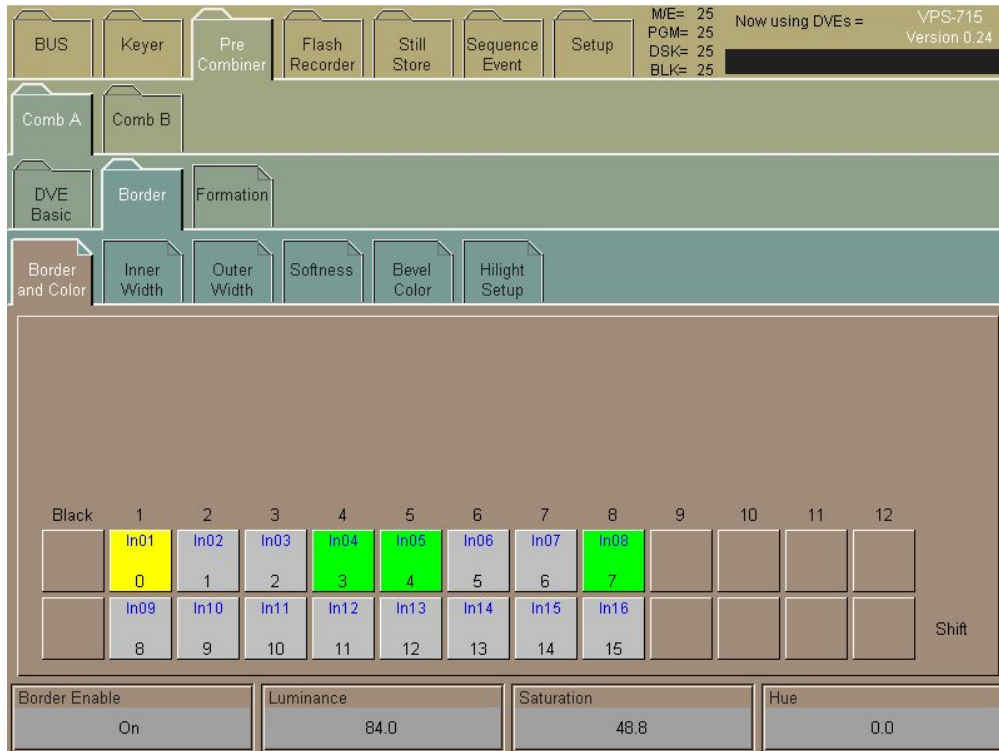 BUS
Keyer
Pre
Combiner
Flash
Recorder
Still
Store
Sequence
Event
Setup
M/E= 25
PGM= 25
DSK= 25
BLK= 25
Now using DVEs =
VPS-715
Version 0.24
Comb A
Comb B
DVE
Basic
Border
Formation
Border
and Color
Inner
Width
Outer
Width
Softness
Bevel
Color
Hilight
Setup
Black 1 2 3 4 5 6 7 8 9 10 11 12
In01 In02 In03 In04 In05 In06 In07 In08
0 1 2 3 4 5 6 7
In09 In10 In11 In12 In13 In14 In15 In16
8 9 10 11 12 13 14 15
Shift
Border Enable
On
Luminance
84.0
Saturation
48.8
Hue
0.0